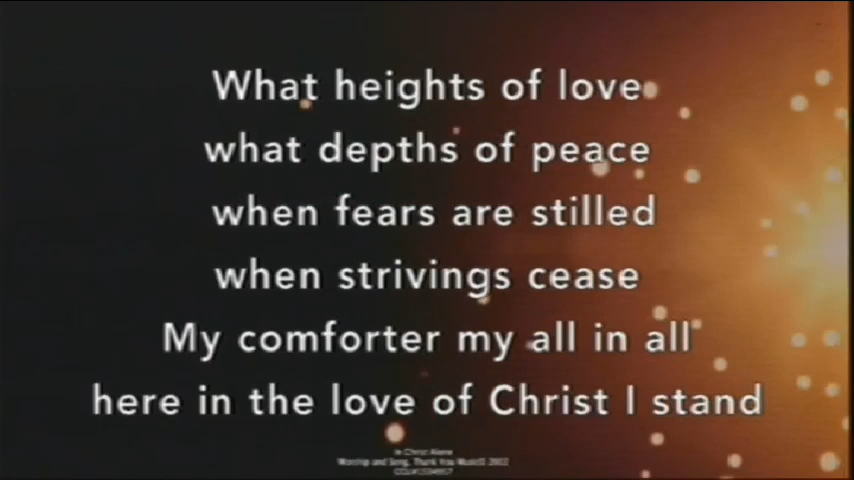 What heights of love
what depths of peace
when fears are stilled
when strivings cease
My comforter my all in all
here in the love of Christ I stand
In Christ Alone
Worship and Song, Thank You Music© 2002